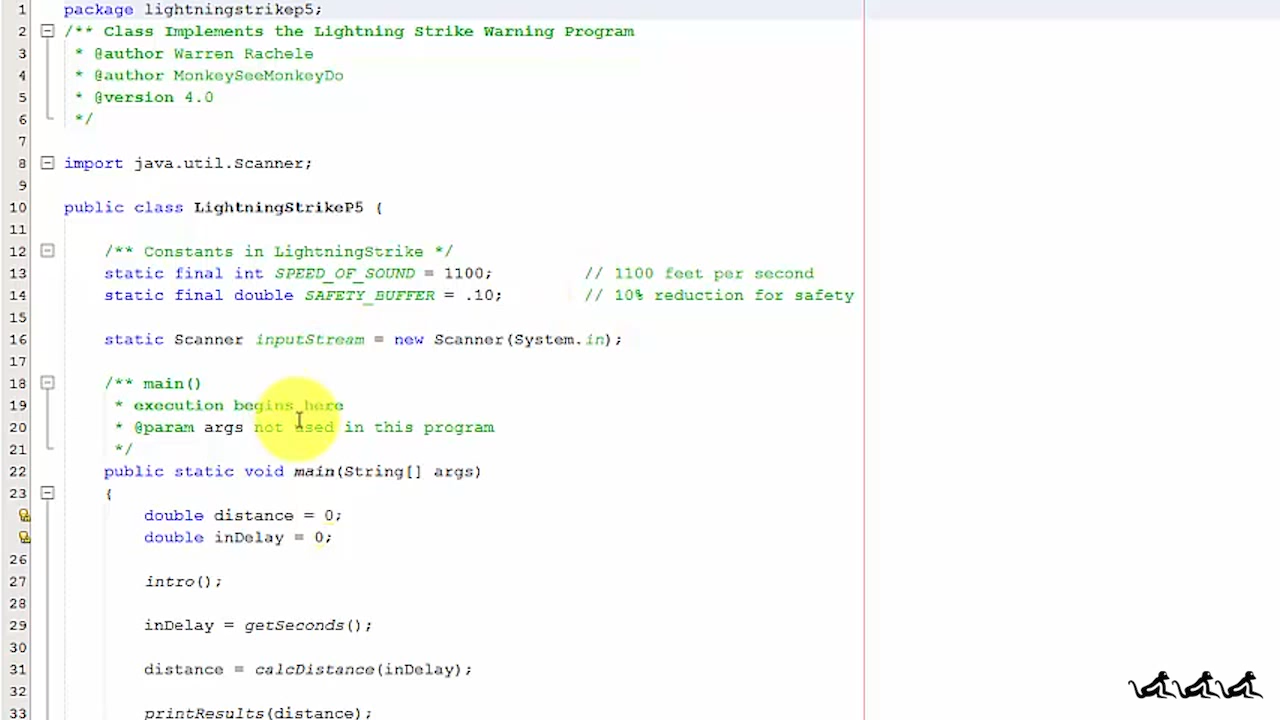 1 package lightningstrikep5;
2 /** Class Implements the Lightning Strike Warning Program
3 * @author Warren Rachele
4 * @author MonkeySeeMonkeyDo
5 * @version 4.0
6 */
7
8 import java.util.Scanner;
9
10 public class LightningStrikeP5 {
11
12 /** Constants in LightningStrike */
13 static final int SPEED_OF_SOUND = 1100; // 1100 feet per second
14 static final double SAFETY_BUFFER = .10; // 10% reduction for safety
15
16 static Scanner inputStream = new Scanner(System.in);
17
18 /** main()
19 * execution begins here
20 * @param args not used in this program
21 */
22 public static void main(String[] args)
23 {
double distance = 0;
double inDelay = 0;
26
27 intro();
28
29 inDelay = getSeconds();
30
31 distance = calcDistance(inDelay);
32
33 printResults(distance);